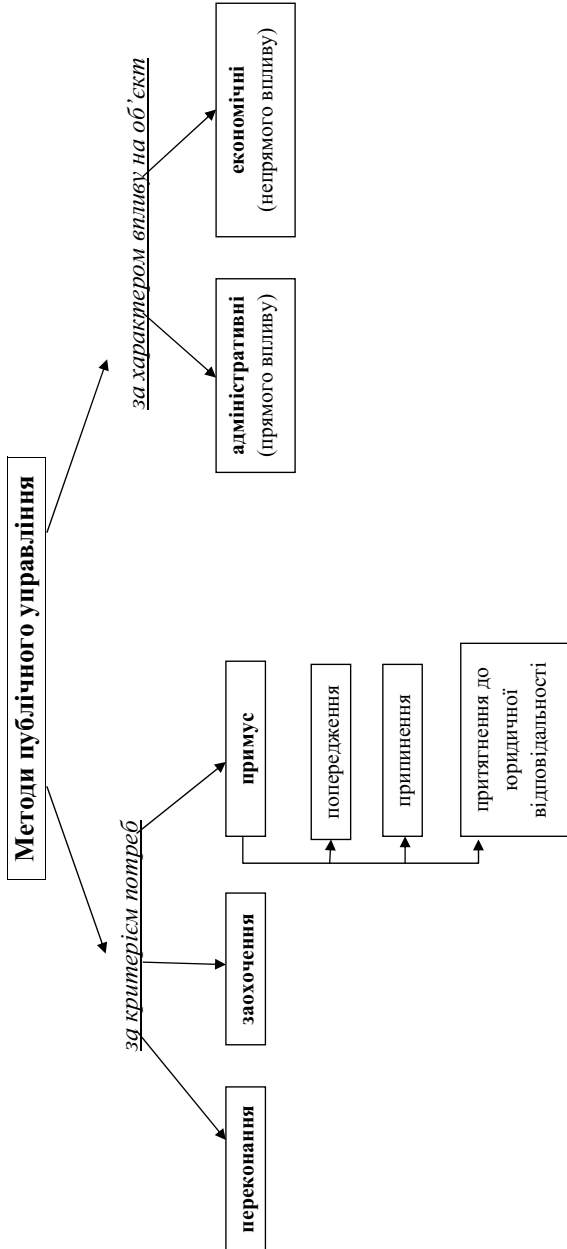 Методи публічного управління
за критерієм потреб
за характером впливу на об’єкт
переконання
заохочення
примус
попередження
припинення
притягнення до
юридичної
відповідальності
адміністративні
(прямого впливу)
економічні
(непрямого впливу)